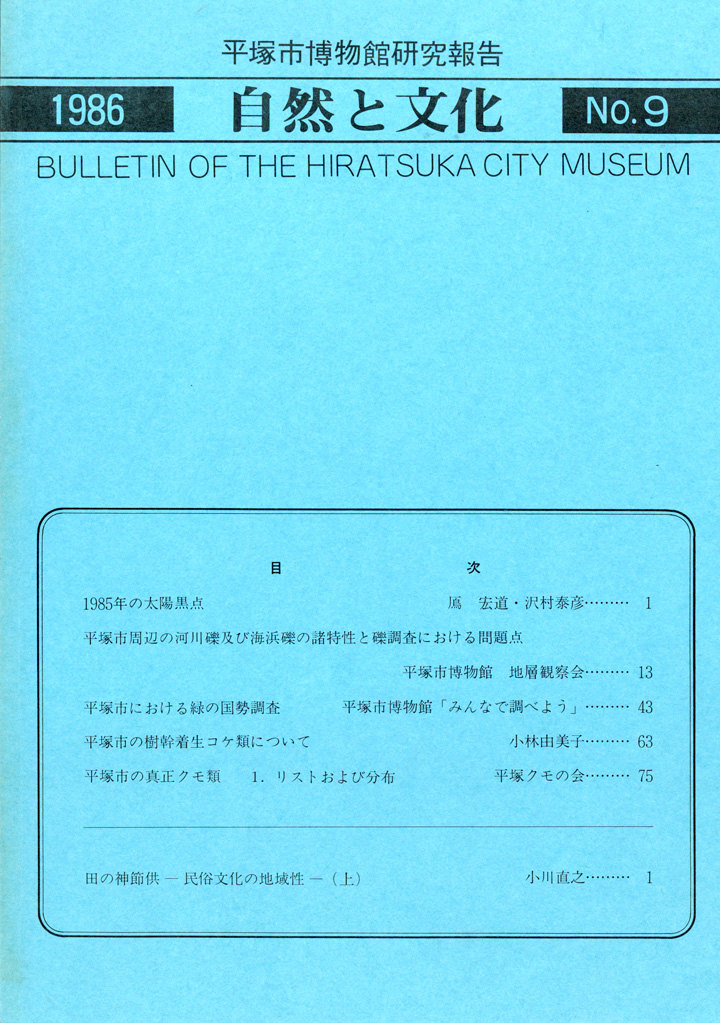 平塚市博物館研究報告
1986 自然と文化 No.9
BULLETIN OF THE HIRATSUKA CITY MUSEUM
目 次
1985年の太陽黒点 宏道・沢村泰彦……… 1
平塚市周辺の河川礫及び海浜礫の諸特性と礫調査における問題点
平塚市博物館 地層観察会……… 13
平塚市における緑の国勢調査 平塚市博物館「みんなで調べよう」……… 43
平塚市の樹幹着生コケ類について 小林由美子……… 63
平塚市の真正クモ類 1. リストおよび分布 平塚クモの会……… 75
田の神節供 ― 民俗文化の地域性 ―（上） 小川直之……… 1